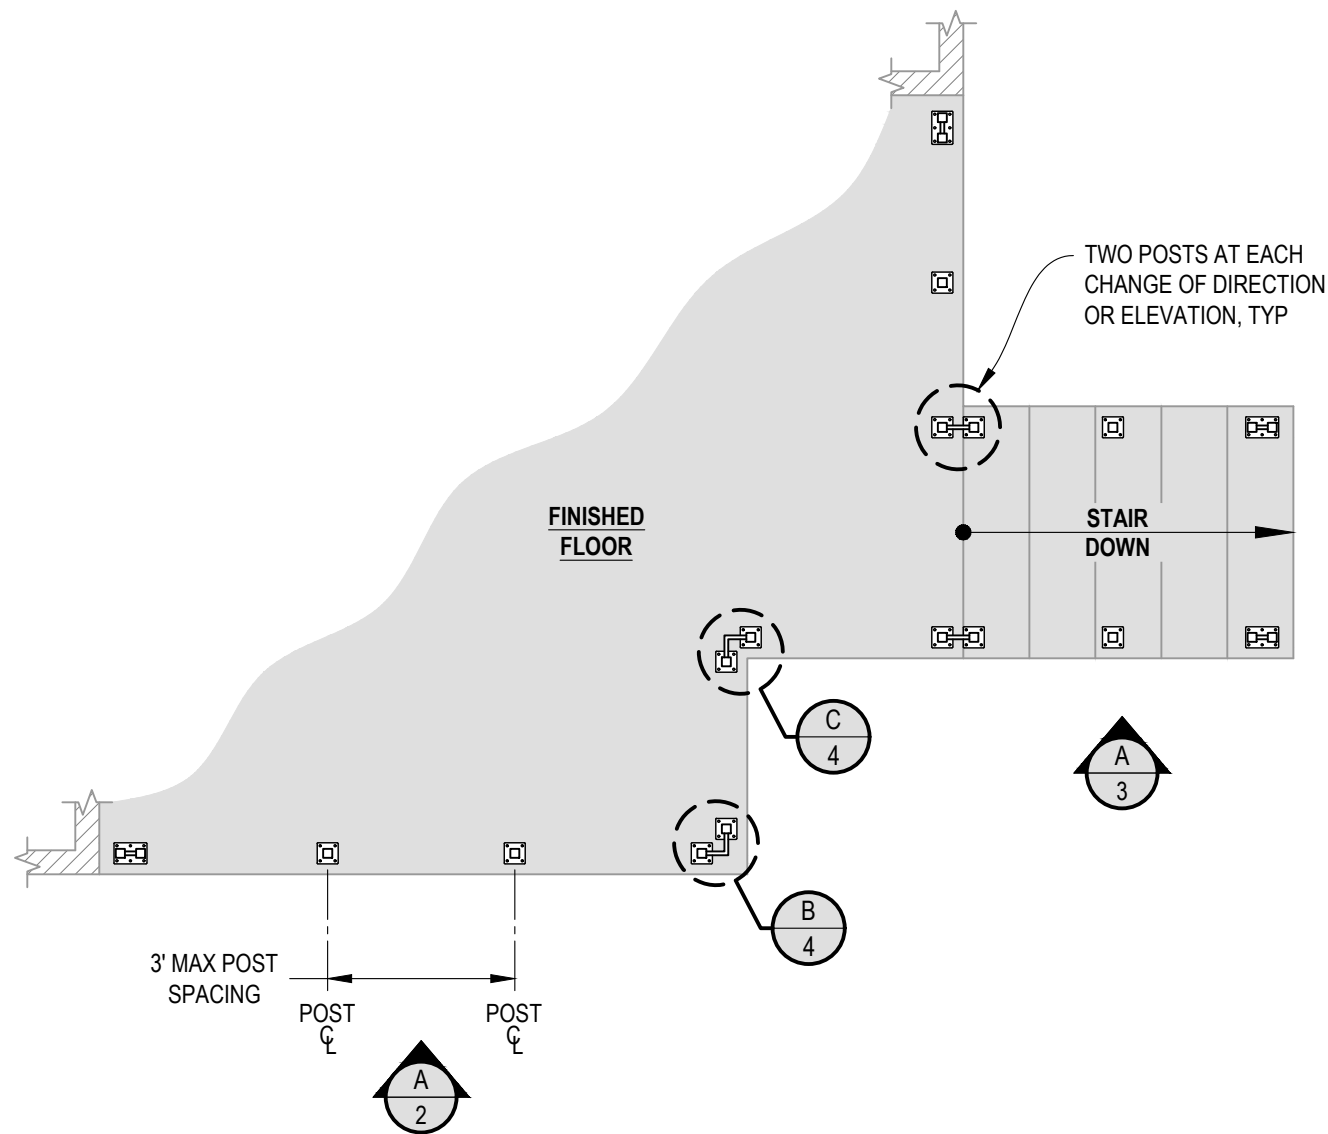 TWO POSTS AT EACH
CHANGE OF DIRECTION
OR ELEVATION, TYP
FINISHED
FLOOR
STAIR
DOWN
C
4
A
3
B
4
3' MAX POST
SPACING
POST
℄
POST
℄
A
2